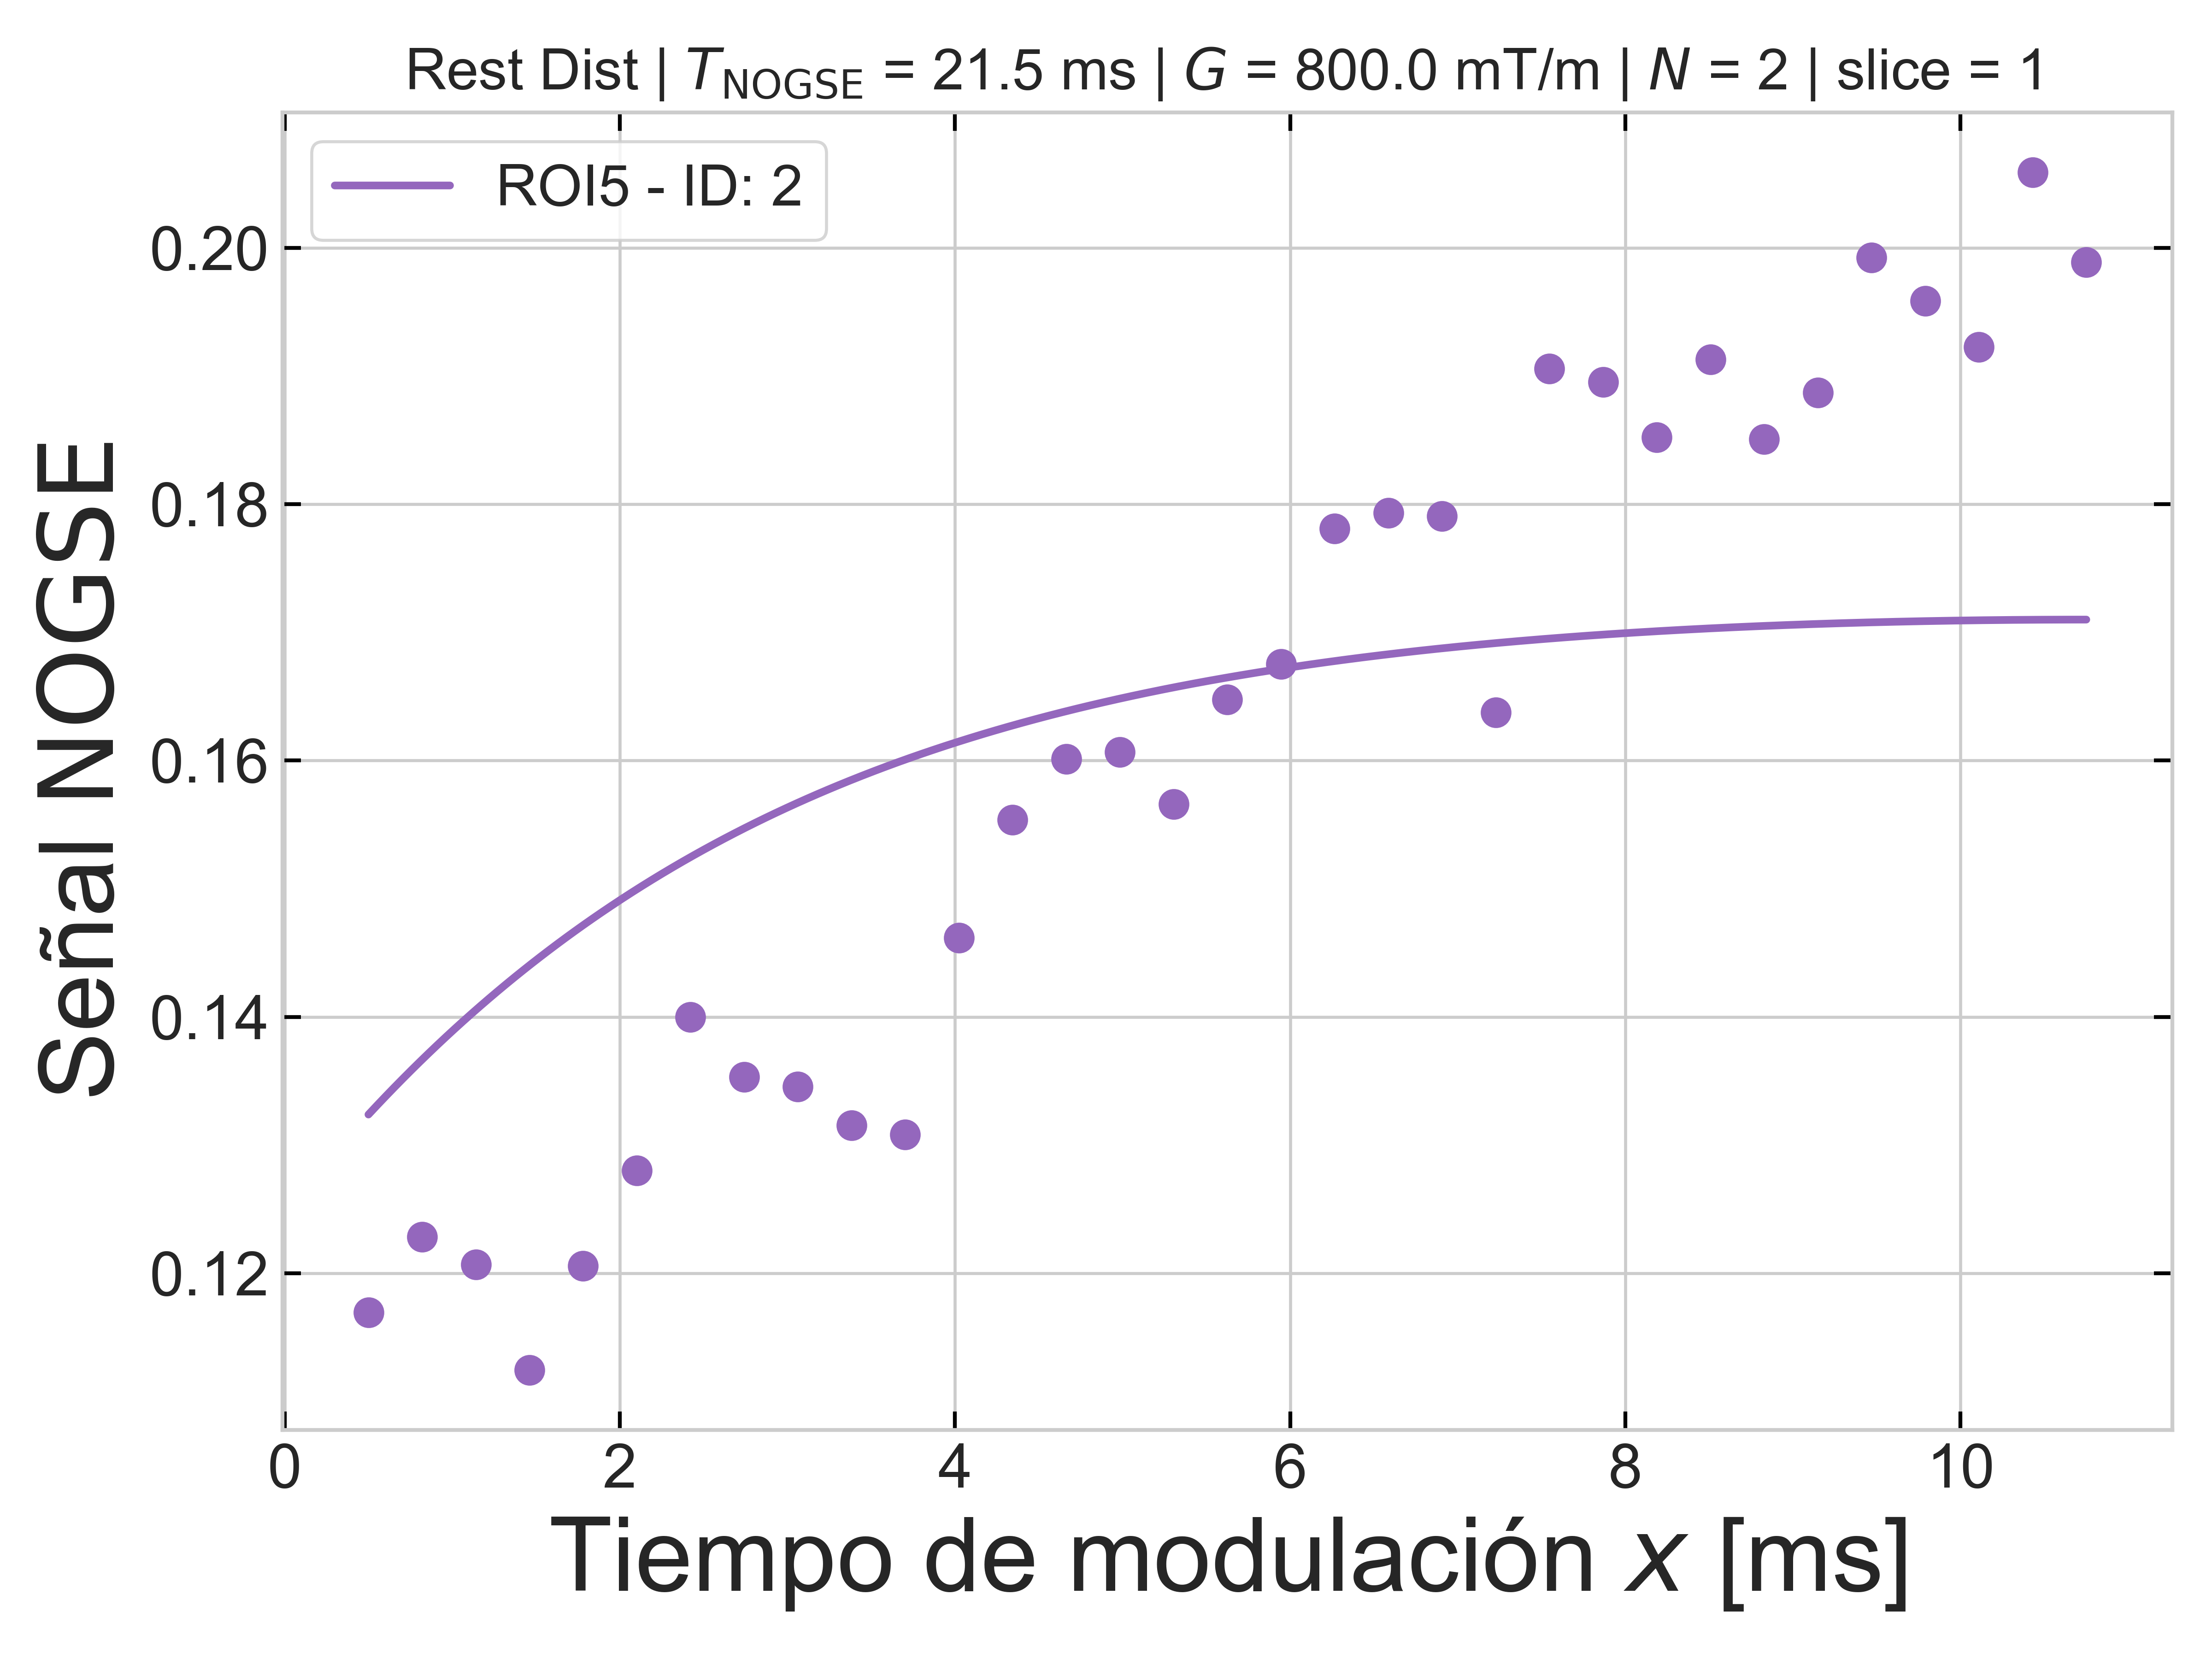 Rest Dist | T_NOGSE = 21.5 ms | G = 800.0 mT/m | N = 2 | slice = 1
ROI5 - ID: 2
Señal NOGSE
0.20
0.18
0.16
0.14
0.12
0 2 4 6 8 10
Tiempo de modulación x [ms]